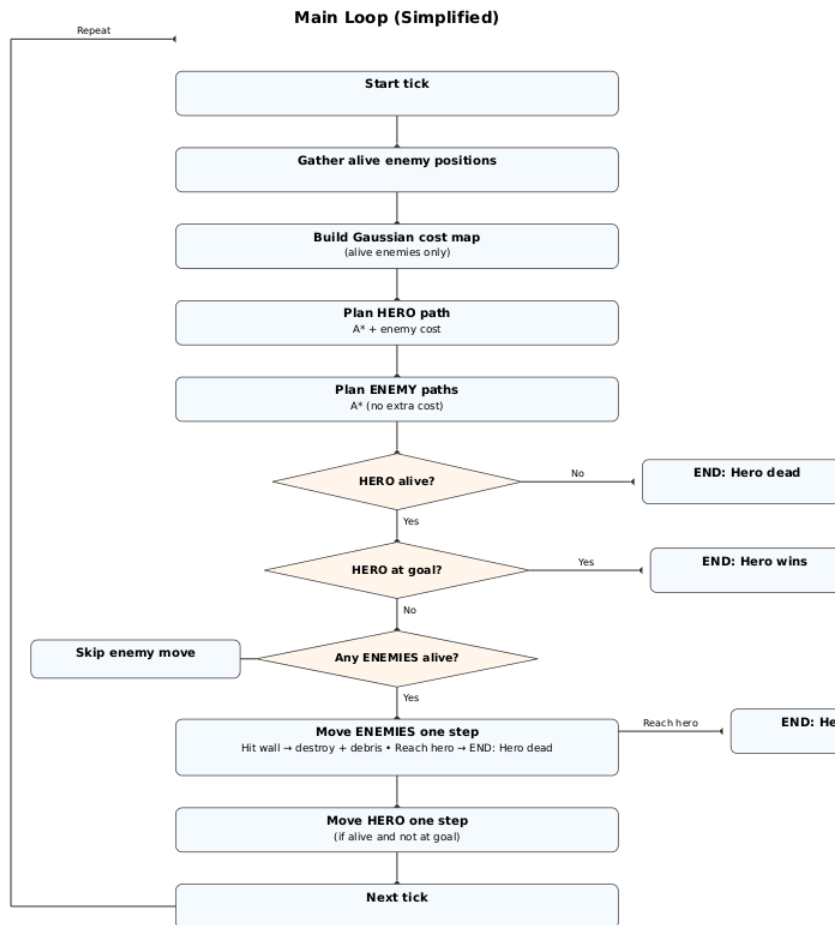 Main Loop (Simplified)
Repeat
Start tick
Gather alive enemy positions
Build Gaussian cost map
(alive enemies only)
Plan HERO path
A* + enemy cost
Plan ENEMY paths
A* (no extra cost)
HERO alive?
No
END: Hero dead
Yes
HERO at goal?
Yes
END: Hero wins
No
Skip enemy move
Any ENEMIES alive?
Yes
Move ENEMIES one step
Hit wall → destroy + debris • Reach hero → END: Hero dead
Reach hero
END: He
Move HERO one step
(if alive and not at goal)
Next tick